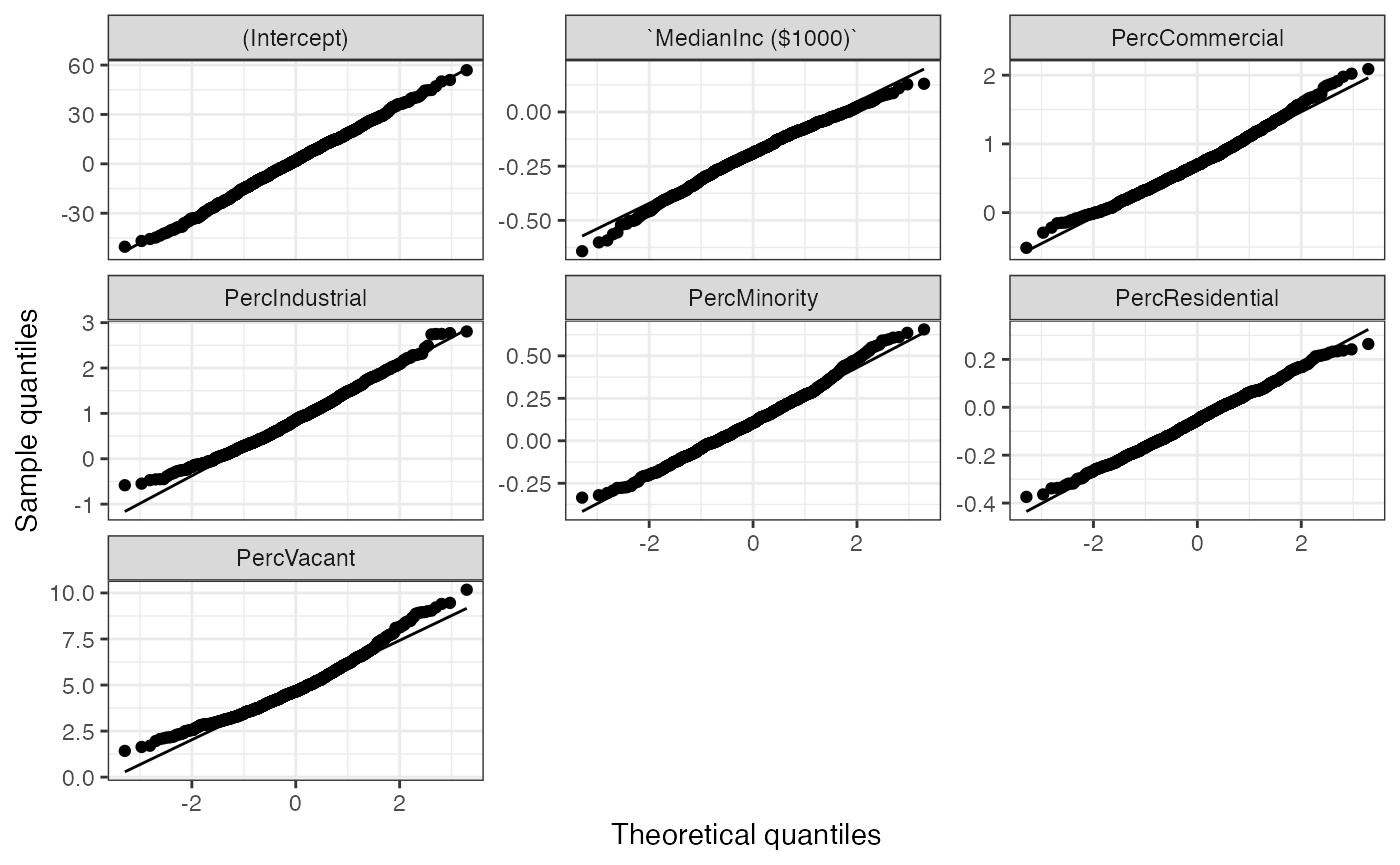 (Intercept)
`MedianInc ($1000)`
PercCommercial
60
30
0
-30
0.00
-0.25
-0.50
2
1
0
PercIndustrial
PercMinority
PercResidential
3
2
1
0
-1
0.50
0.25
0.00
-0.25
-2 0 2
0.2
0.0
-0.2
-0.4
-2 0 2
Sample quantiles
PercVacant
10.0
7.5
5.0
2.5
0.0
-2 0 2
Theoretical quantiles